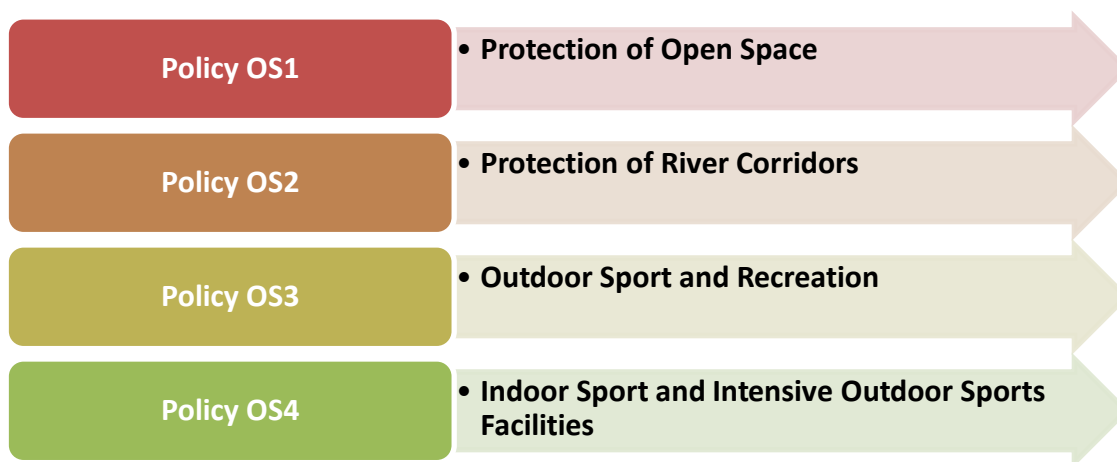 Policy OS1
• Protection of Open Space
Policy OS2
• Protection of River Corridors
Policy OS3
• Outdoor Sport and Recreation
Policy OS4
• Indoor Sport and Intensive Outdoor Sports
Facilities